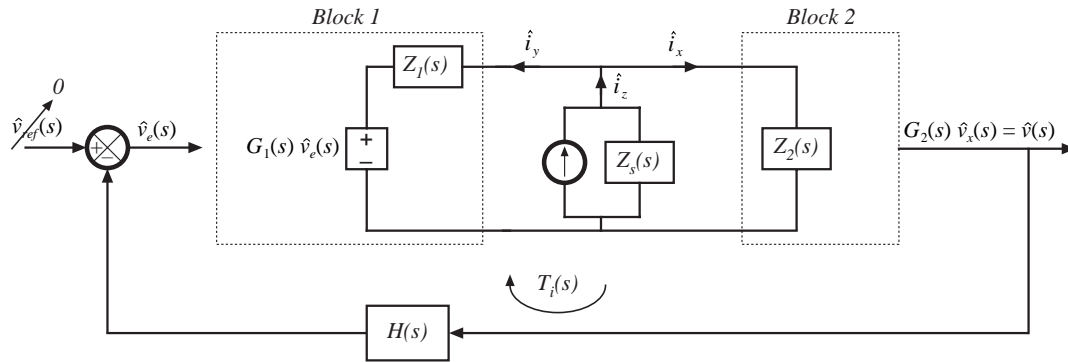 Block 1
Block 2
0
v̂ref(s)
+
−
v̂e(s)
G1(s) v̂e(s)
+
−
Z1(s)
îy
îx
îz
Zs(s)
Z2(s)
G2(s) v̂x(s) = v̂(s)
Ti(s)
H(s)